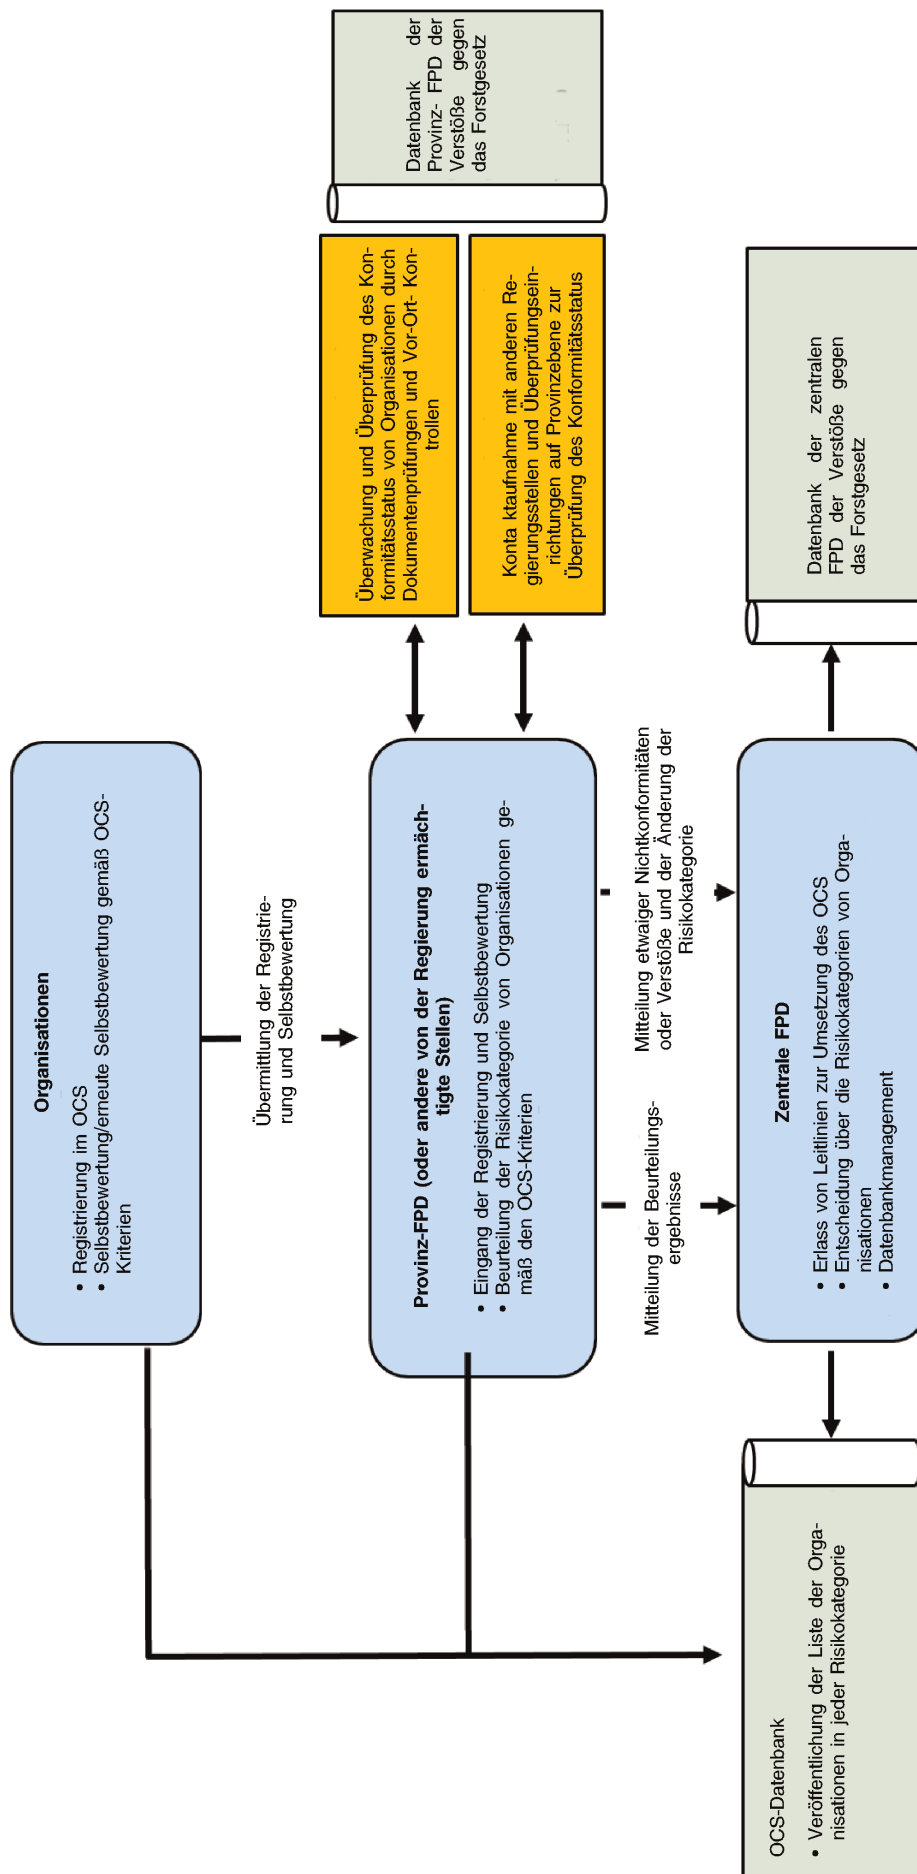 Organisationen
• Registrierung im OCS
• Selbstbewertung/erneute Selbstbewertung gemäß OCS-
Kriterien
Übermittlung der Registrie-
rung und Selbstbewertung
Provinz-FPD (oder andere von der Regierung ermäch-
tigte Stellen)
• Eingang der Registrierung und Selbstbewertung
• Beurteilung der Risikokategorie von Organisationen ge-
mäß den OCS-Kriterien
Überwachung und Überprüfung des Kon-
formitätsstatus von Organisationen durch
Dokumentenprüfungen und Vor-Ort- Kon-
trollen
Konta ktaufnahme mit anderen Re-
gierungsstellen und Überprüfungsein-
richtungen auf Provinzebene zur
Überprüfung des Konformitätsstatus
Datenbank der
Provinz- FPD der
Verstöße gegen
das Forstgesetz
Mitteilung der Beurteilungs-
ergebnisse
Mitteilung etwaiger Nichtkonformitäten
oder Verstöße und der Änderung der
Risikokategorie
Zentrale FPD
• Erlass von Leitlinien zur Umsetzung des OCS
• Entscheidung über die Risikokategorien von Orga-
nisationen
• Datenbankmanagement
Datenbank der zentralen
FPD der Verstöße gegen
das Forstgesetz
OCS-Datenbank
• Veröffentlichung der Liste der Orga-
nisationen in jeder Risikokategorie